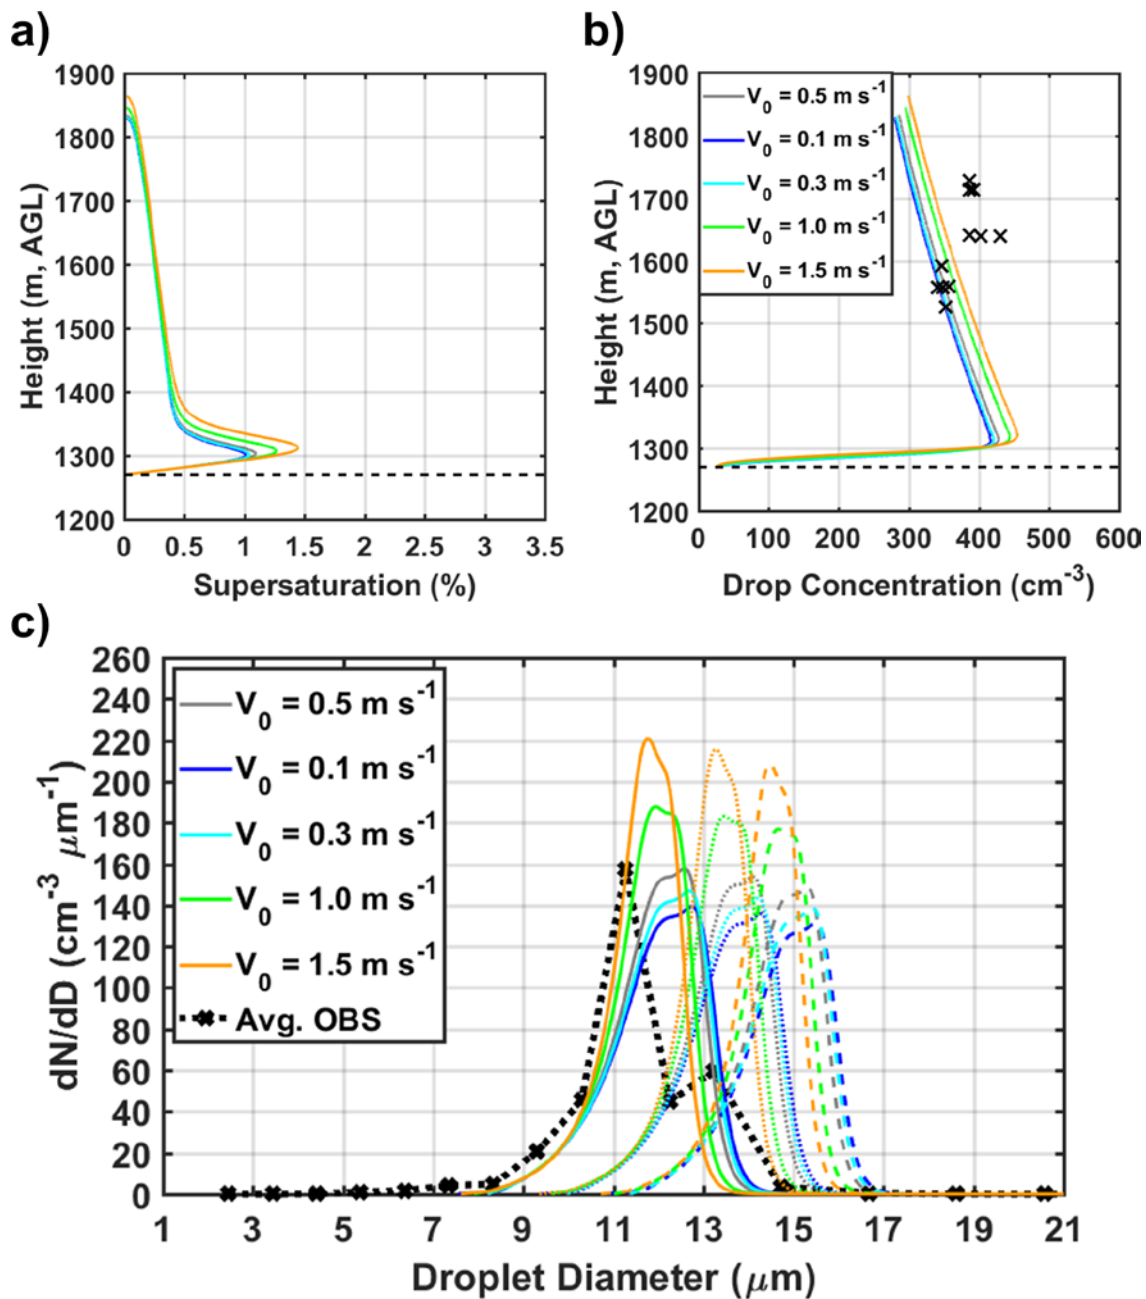 a)
1900
1800
1700
1600
1500
1400
1300
1200
Height (m, AGL)
0 0.5 1 1.5 2 2.5 3 3.5
Supersaturation (%)
b)
1900
1800
1700
1600
1500
1400
1300
1200
Height (m, AGL)
V0 = 0.5 m s-1
V0 = 0.1 m s-1
V0 = 0.3 m s-1
V0 = 1.0 m s-1
V0 = 1.5 m s-1
0 100 200 300 400 500 600
Drop Concentration (cm-3)
c)
260
240
220
200
180
160
140
120
100
80
60
40
20
0
dN/dD (cm-3 μm-1)
V0 = 0.5 m s-1
V0 = 0.1 m s-1
V0 = 0.3 m s-1
V0 = 1.0 m s-1
V0 = 1.5 m s-1
Avg. OBS
1 3 5 7 9 11 13 15 17 19 21
Droplet Diameter (μm)